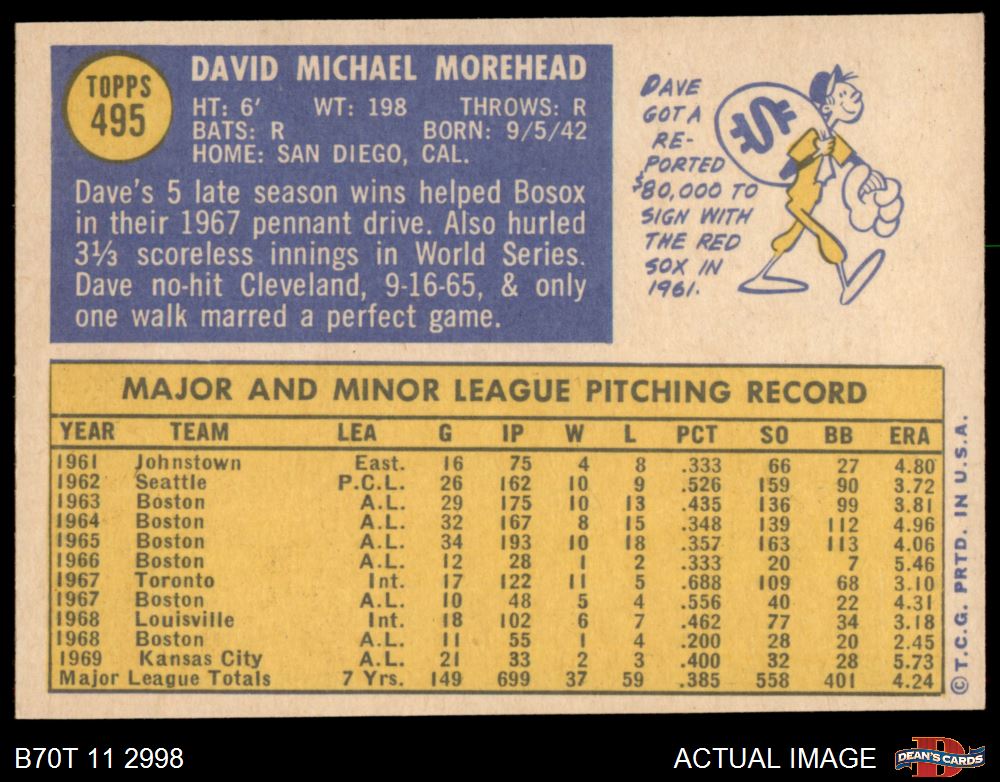 TOPPS
495
DAVID MICHAEL MOREHEAD
HT: 6' WT: 198 THROWS: R
BATS: R BORN: 9/5/42
HOME: SAN DIEGO, CAL.
Dave's 5 late season wins helped Bosox
in their 1967 pennant drive. Also hurled
3⅓ scoreless innings in World Series.
Dave no-hit Cleveland, 9-16-65, & only
one walk marred a perfect game.
DAVE
GOT A
RE-
PORTED
$80,000 TO
SIGN WITH
THE RED
SOX IN
1961.
$
MAJOR AND MINOR LEAGUE PITCHING RECORD
YEAR TEAM LEA G IP W L PCT SO BB ERA
1961 Johnstown East. 16 75 4 8 .333 66 27 4.80
1962 Seattle P.C.L. 26 162 10 9 .526 159 90 3.72
1963 Boston A.L. 29 175 10 13 .435 136 99 3.81
1964 Boston A.L. 32 167 8 15 .348 139 112 4.96
1965 Boston A.L. 34 193 10 18 .357 163 113 4.06
1966 Boston A.L. 12 28 1 2 .333 20 7 5.46
1967 Toronto Int. 17 122 11 5 .688 109 68 3.10
1967 Boston A.L. 10 48 5 4 .556 40 22 4.31
1968 Louisville Int. 18 102 6 7 .462 77 34 3.18
1968 Boston A.L. 11 55 1 4 .200 28 20 2.45
1969 Kansas City A.L. 21 33 2 3 .400 32 28 5.73
Major League Totals 7 Yrs. 149 699 37 59 .385 558 401 4.24
© T.C.G. PRTD. IN U.S.A.
B70T 11 2998
ACTUAL IMAGE
D
DEAN'S CARDS